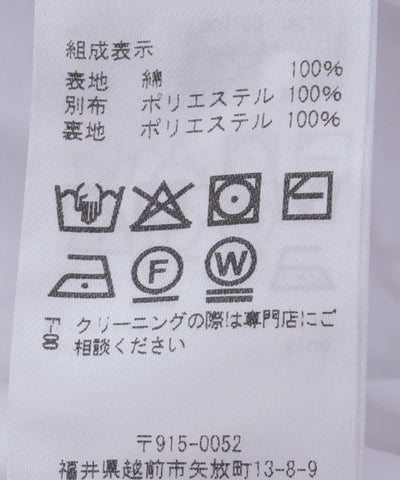 組成表示
表地 綿 100%
別布 ポリエステル 100%
裏地 ポリエステル 100%
F
W
F-00
クリーニングの際は専門店にご
相談ください
〒915-0052
福井県越前市矢放町13-8-9